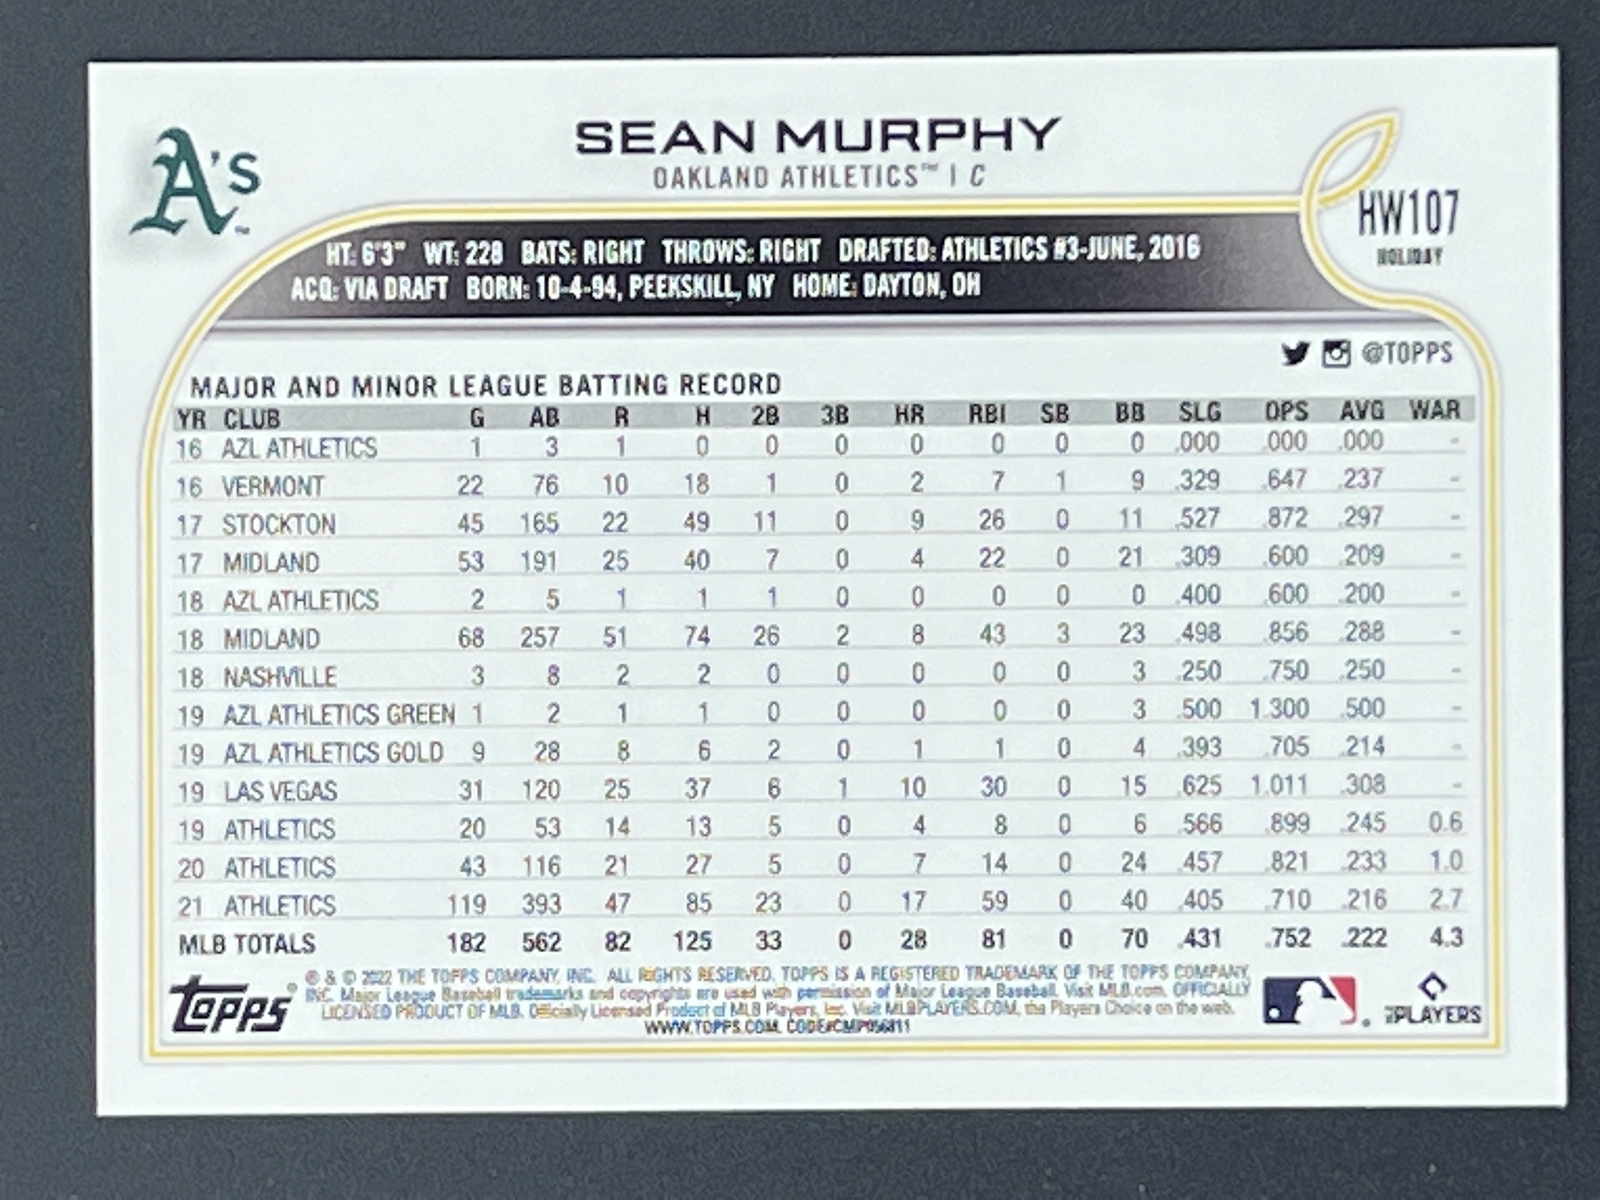 A's™
SEAN MURPHY
OAKLAND ATHLETICS™ | C
HW107
HOLIDAY
HT: 6'3" WT: 228 BATS: RIGHT THROWS: RIGHT DRAFTED: ATHLETICS #3-JUNE, 2016
ACQ: VIA DRAFT BORN: 10-4-94, PEEKSKILL, NY HOME: DAYTON, OH
@TOPPS
MAJOR AND MINOR LEAGUE BATTING RECORD
YR CLUB G AB R H 2B 3B HR RBI SB BB SLG OPS AVG WAR
16 AZL ATHLETICS 1 3 1 0 0 0 0 0 0 0 .000 .000 .000 -
16 VERMONT 22 76 10 18 1 0 2 7 1 9 .329 .647 .237 -
17 STOCKTON 45 165 22 49 11 0 9 26 0 11 .527 .872 .297 -
17 MIDLAND 53 191 25 40 7 0 4 22 0 21 .309 .600 .209 -
18 AZL ATHLETICS 2 5 1 1 1 0 0 0 0 0 .400 .600 .200 -
18 MIDLAND 68 257 51 74 26 2 8 43 3 23 .498 .856 .288 -
18 NASHVILLE 3 8 2 2 0 0 0 0 0 3 .250 .750 .250 -
19 AZL ATHLETICS GREEN 1 2 1 1 0 0 0 0 0 3 .500 1.300 .500 -
19 AZL ATHLETICS GOLD 9 28 8 6 2 0 1 1 0 4 .393 .705 .214 -
19 LAS VEGAS 31 120 25 37 6 1 10 30 0 15 .625 1.011 .308 -
19 ATHLETICS 20 53 14 13 5 0 4 8 0 6 .566 .899 .245 0.6
20 ATHLETICS 43 116 21 27 5 0 7 14 0 24 .457 .821 .233 1.0
21 ATHLETICS 119 393 47 85 23 0 17 59 0 40 .405 .710 .216 2.7
MLB TOTALS 182 562 82 125 33 0 28 81 0 70 .431 .752 .222 4.3
topps®
® & © 2022 THE TOPPS COMPANY, INC. ALL RIGHTS RESERVED. TOPPS IS A REGISTERED TRADEMARK OF THE TOPPS COMPANY,
INC. Major League Baseball trademarks and copyrights are used with permission of Major League Baseball. Visit MLB.com. OFFICIALLY
LICENSED PRODUCT OF MLB. Officially Licensed Product of MLB Players, Inc. Visit MLBPLAYERS.COM, the Players Choice on the web.
WWW.TOPPS.COM. CODE#CMP056811
PLAYERS